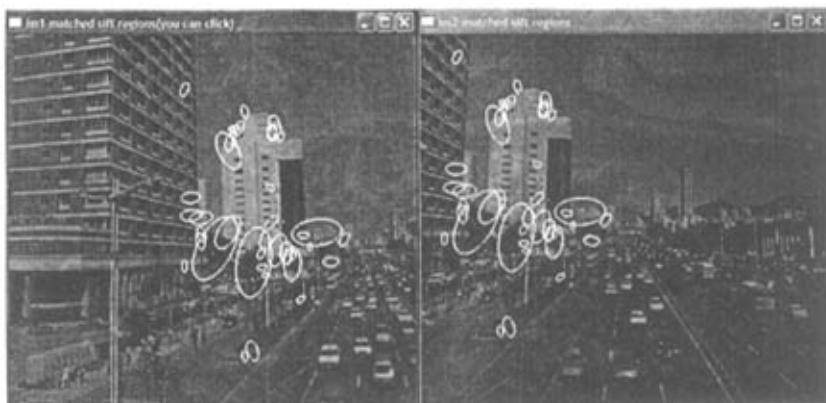 im1 matched sift regions(you can click)
im2 matched sift regions